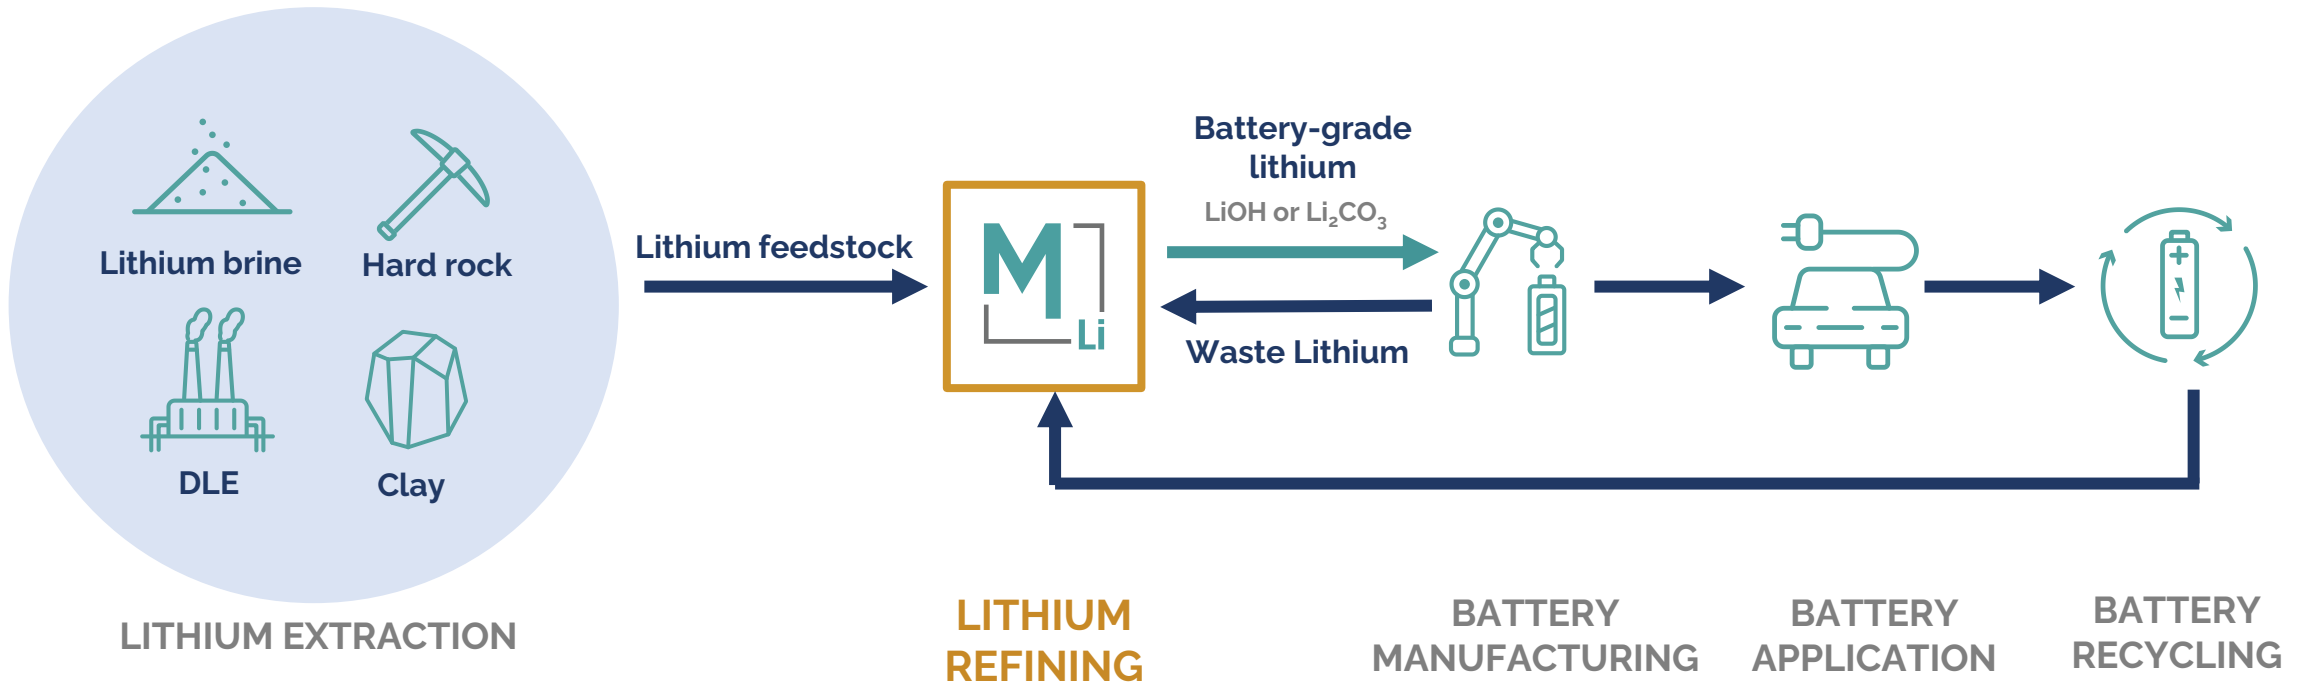 Lithium brine
Hard rock
DLE
Clay
LITHIUM EXTRACTION
Lithium feedstock
M
Li
LITHIUM
REFINING
Battery-grade
lithium
LiOH or Li₂CO₃
Waste Lithium
BATTERY
MANUFACTURING
BATTERY
APPLICATION
BATTERY
RECYCLING